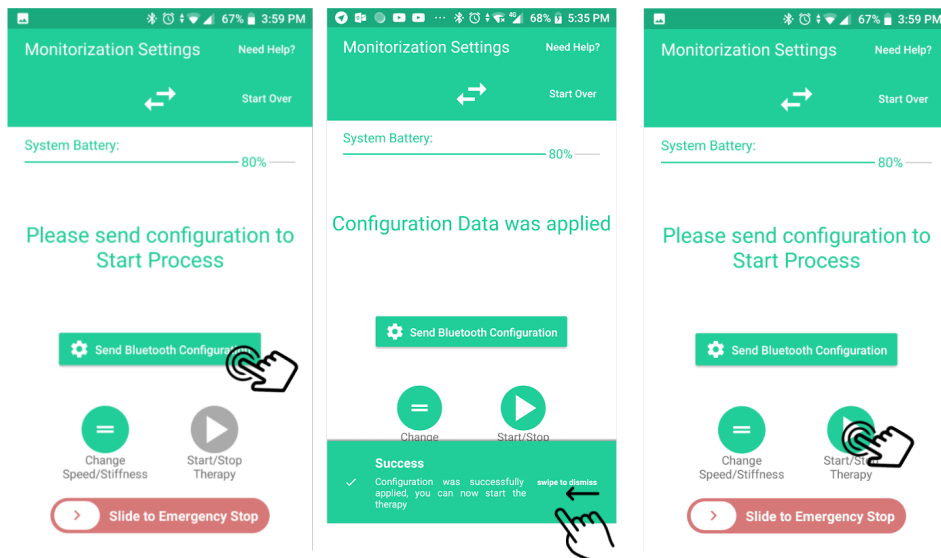 67% 3:59 PM
Monitorization Settings
Need Help?
Start Over
System Battery:
80%
Please send configuration to
Start Process
Send Bluetooth Configuration
Change
Speed/Stiffness
Start/Stop
Therapy
Slide to Emergency Stop
4G 68% 5:35 PM
Monitorization Settings
Need Help?
Start Over
System Battery:
80%
Configuration Data was applied
Send Bluetooth Configuration
Change
Start/Stop
Success
Configuration was successfully
applied, you can now start the
therapy
swipe to dismiss
67% 3:59 PM
Monitorization Settings
Need Help?
Start Over
System Battery:
80%
Please send configuration to
Start Process
Send Bluetooth Configuration
Change
Speed/Stiffness
Start/Stop
Therapy
Slide to Emergency Stop